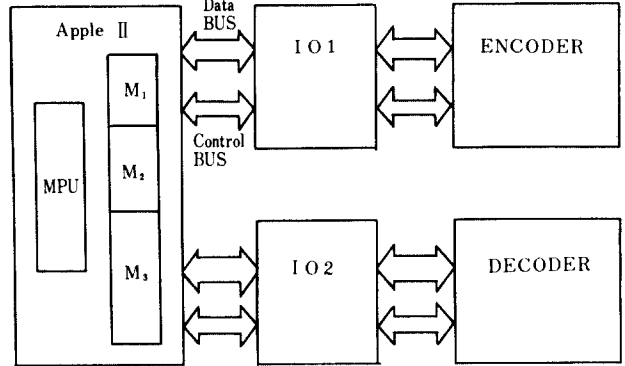 Apple II
MPU
M₁
M₂
M₃
Data
BUS
Control
BUS
IO1
ENCODER
IO2
DECODER